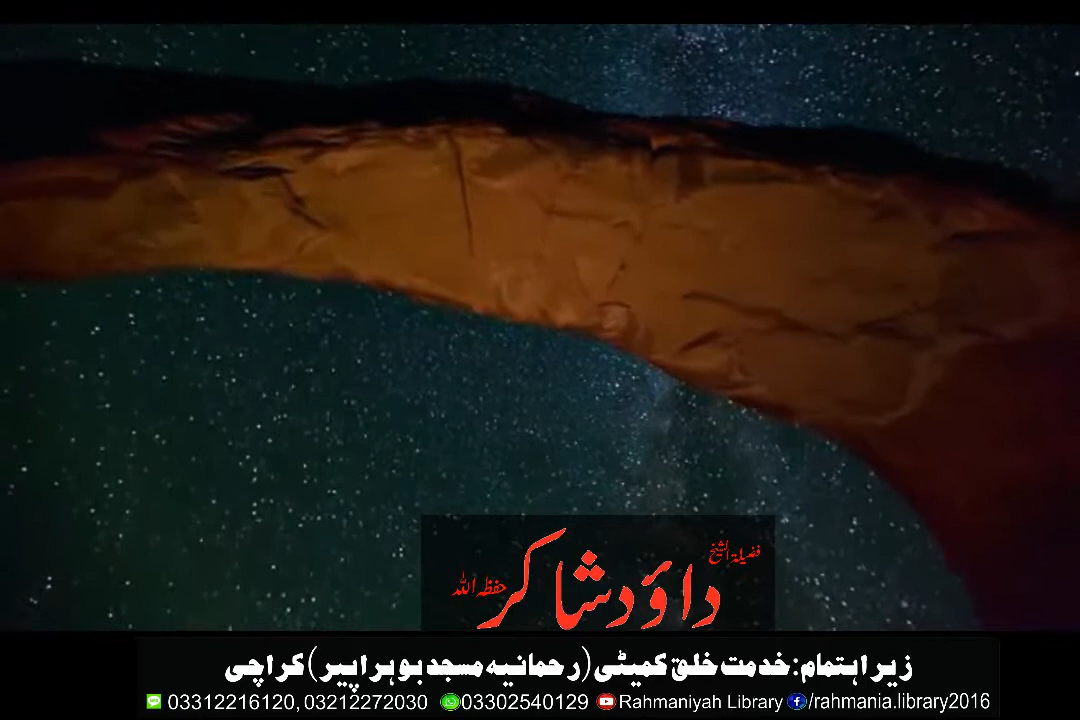 فضیلۃ الشیخ
داؤد شاکر
حفظہ اللہ
زیر اہتمام: خدمت خلق کمیٹی (رحمانیہ مسجد بوہرا پیر) کراچی
03312216120, 03212272030 03302540129 Rahmaniyah Library /rahmania.library2016